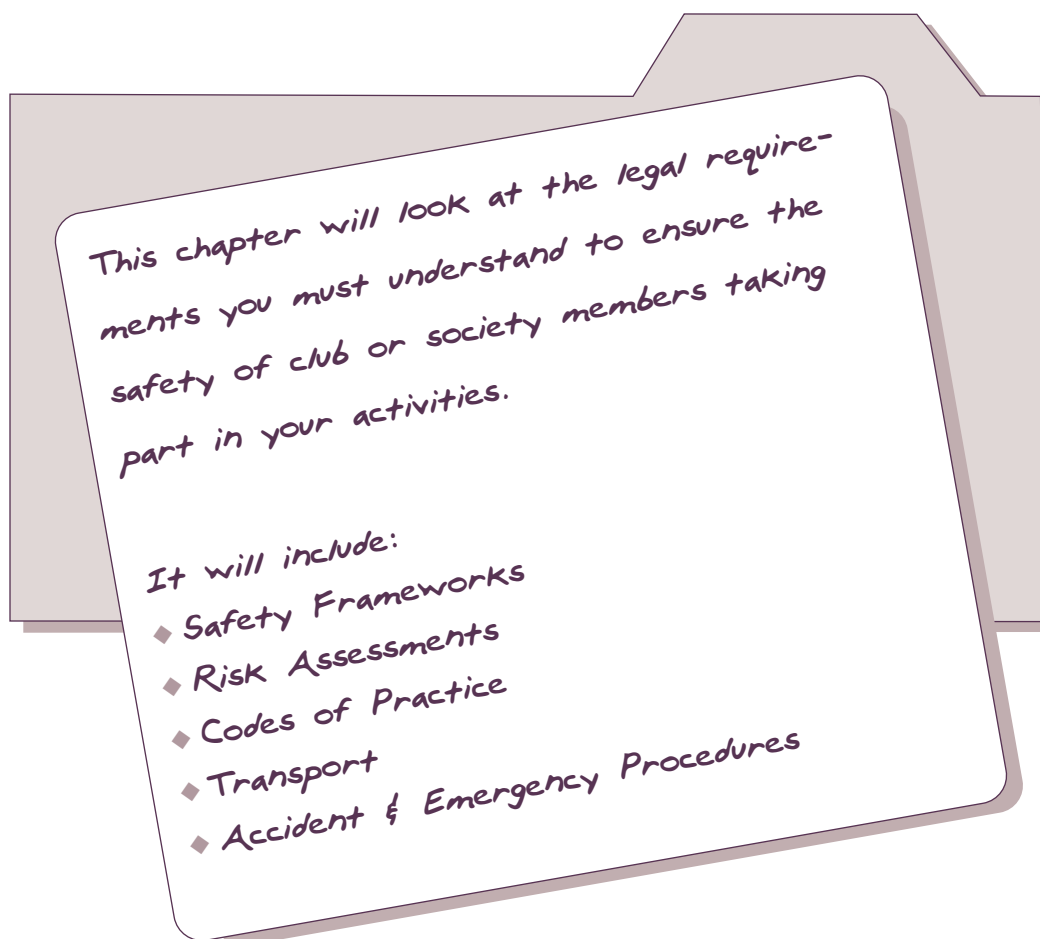 This chapter will look at the legal require-
ments you must understand to ensure the
safety of club or society members taking
part in your activities.
It will include:
◆ Safety Frameworks
◆ Risk Assessments
◆ Codes of Practice
◆ Transport
◆ Accident & Emergency Procedures